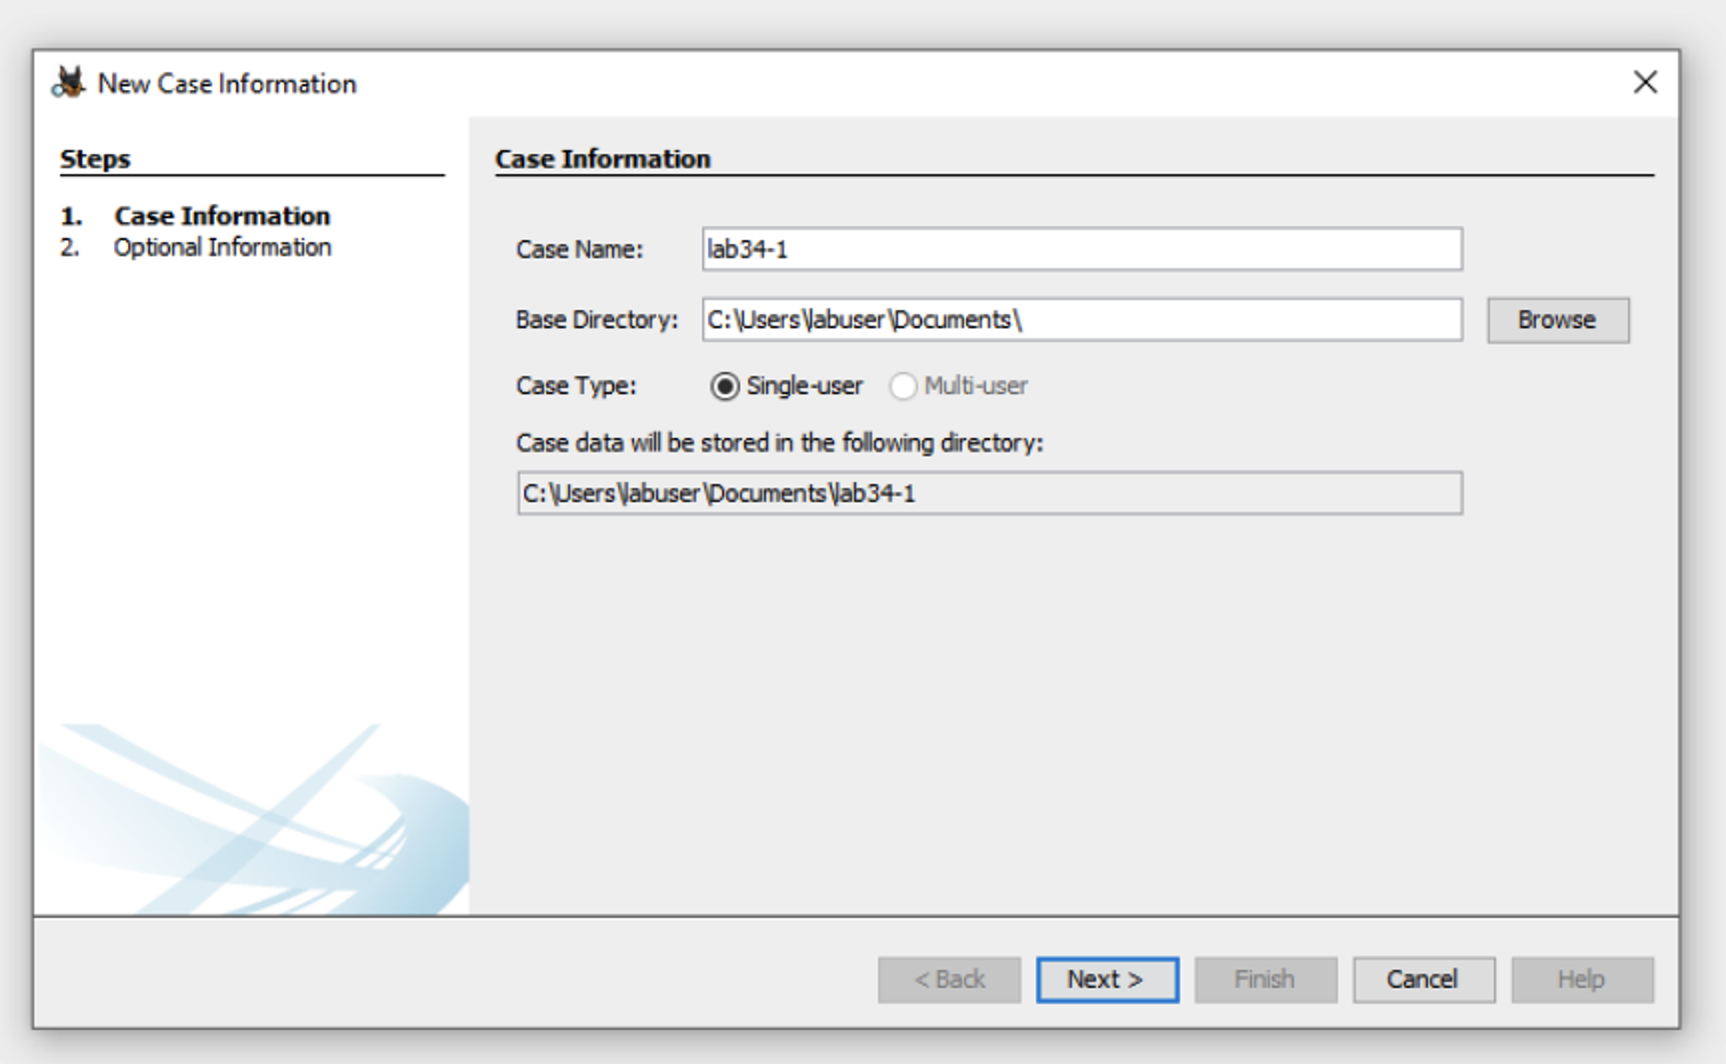 New Case Information
Steps
1. Case Information
2. Optional Information
Case Information
Case Name: lab34-1
Base Directory: C:\Users\labuser\Documents\ Browse
Case Type: Single-user Multi-user
Case data will be stored in the following directory:
C:\Users\labuser\Documents\lab34-1
< Back Next > Finish Cancel Help